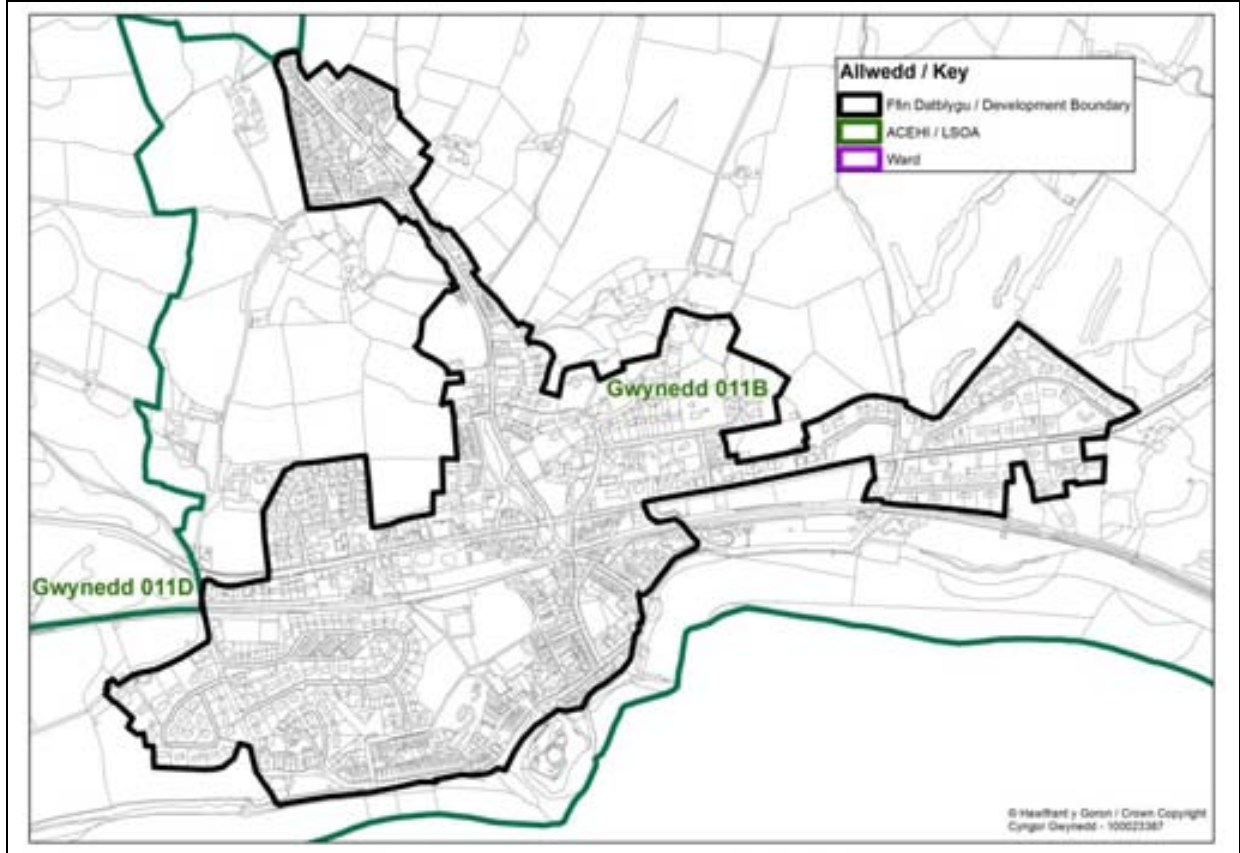 Allwedd / Key
Ffin Datblygu / Development Boundary
ACEHI / LSOA
Ward
Gwynedd 011B
Gwynedd 011D
© Hawlfraint y Goron / Crown Copyright
Cyngor Gwynedd - 100023387